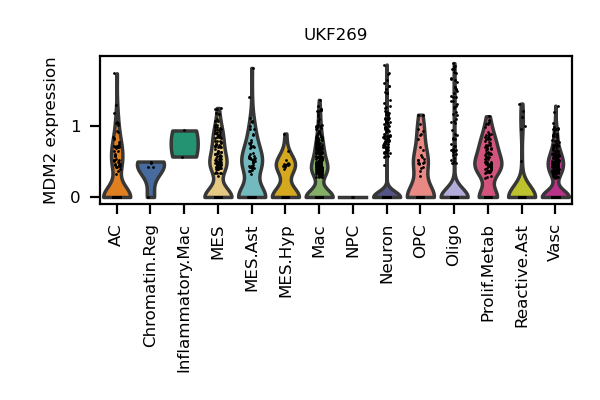 UKF269
MDM2 expression
1
0
AC
Chromatin.Reg
Inflammatory.Mac
MES
MES.Ast
MES.Hyp
Mac
NPC
Neuron
OPC
Oligo
Prolif.Metab
Reactive.Ast
Vasc